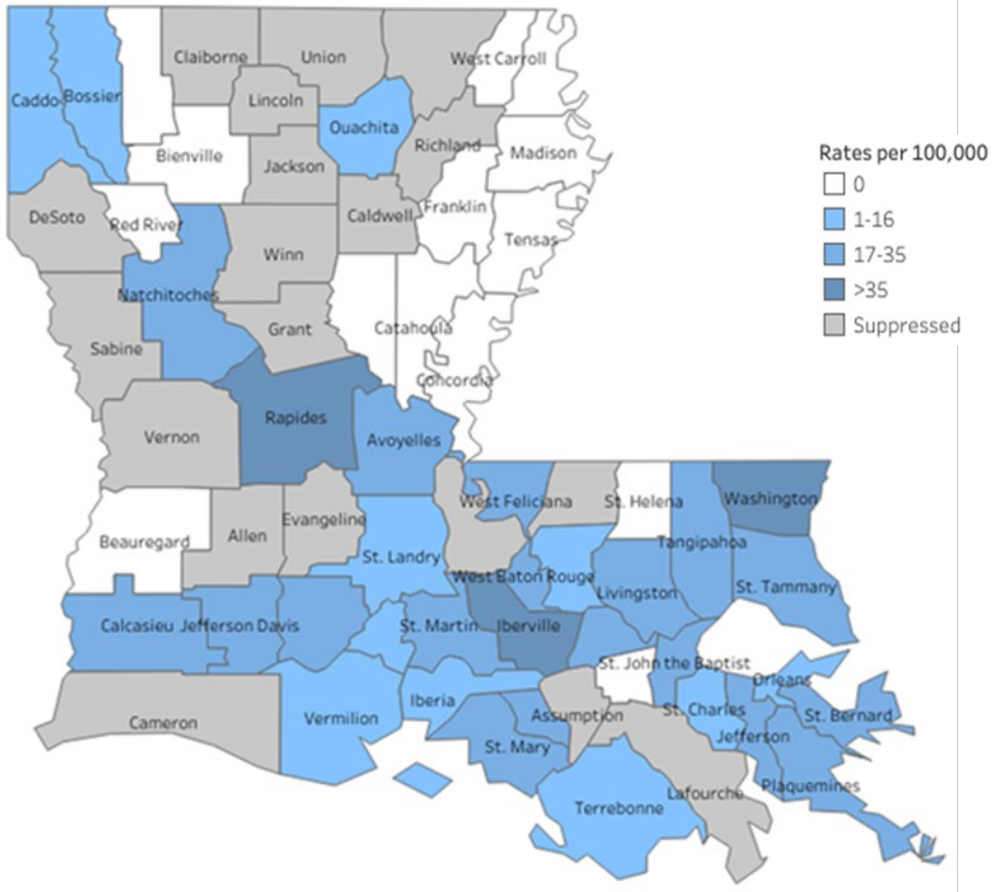 Claiborne
Union
West Carroll
Caddo
Bossier
Lincoln
Ouachita
Richland
Madison
Bienville
Jackson
DeSoto
Red River
Caldwell
Franklin
Tensas
Winn
Natchitoches
Grant
Catahoula
Sabine
Concordia
Rapides
Vernon
Avoyelles
West Feliciana
St. Helena
Washington
Evangeline
Allen
Beauregard
Tangipahoa
St. Landry
West Baton Rouge
Livingston
St. Tammany
Calcasieu
Jefferson Davis
St. Martin
Iberville
St. John the Baptist
Orleans
Iberia
Cameron
Vermilion
Assumption
St. Charles
St. Bernard
Jefferson
St. Mary
Plaquemines
Terrebonne
Lafourche
Rates per 100,000
0
1-16
17-35
>35
Suppressed